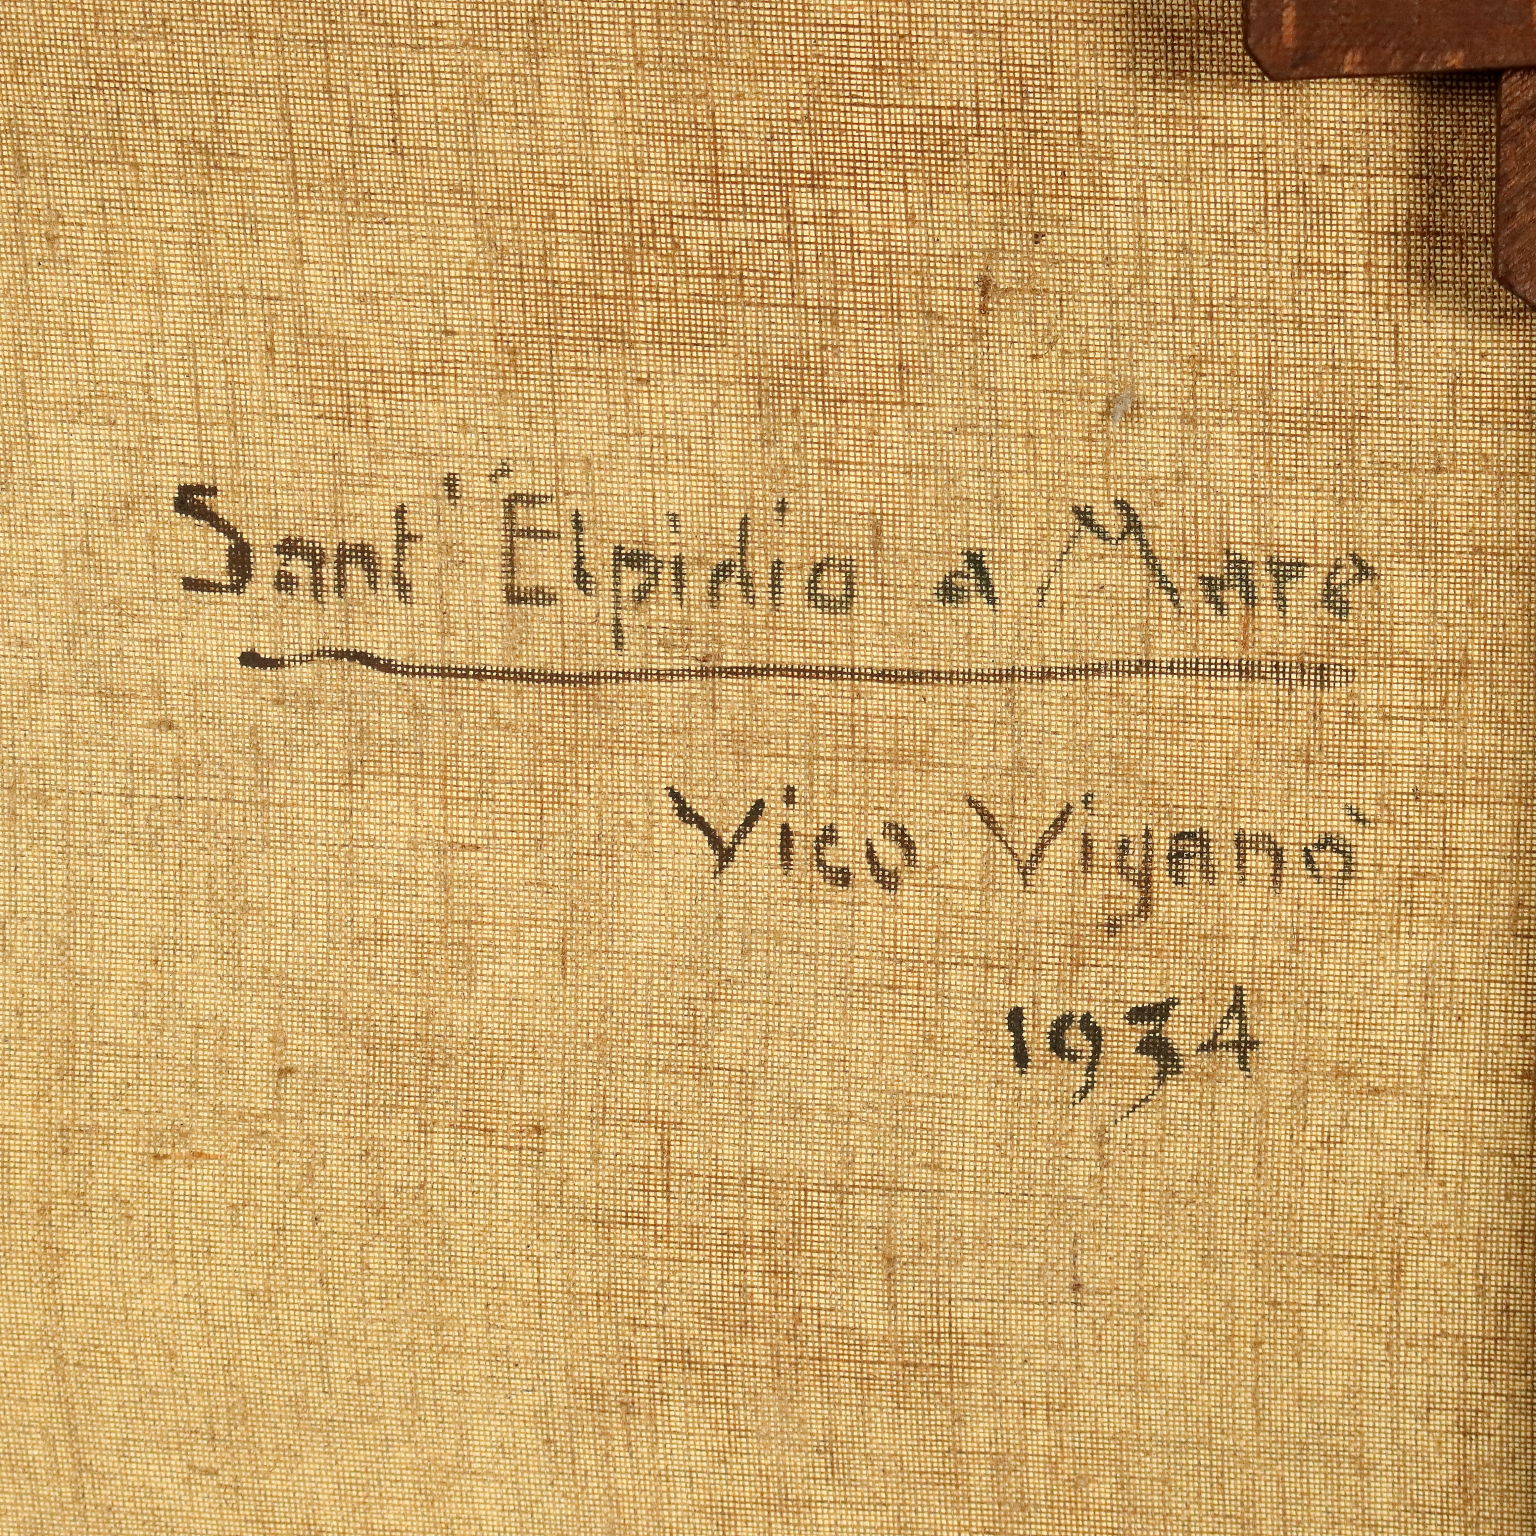 Sant' Elpidio a Mare
Vico Viganò
1934